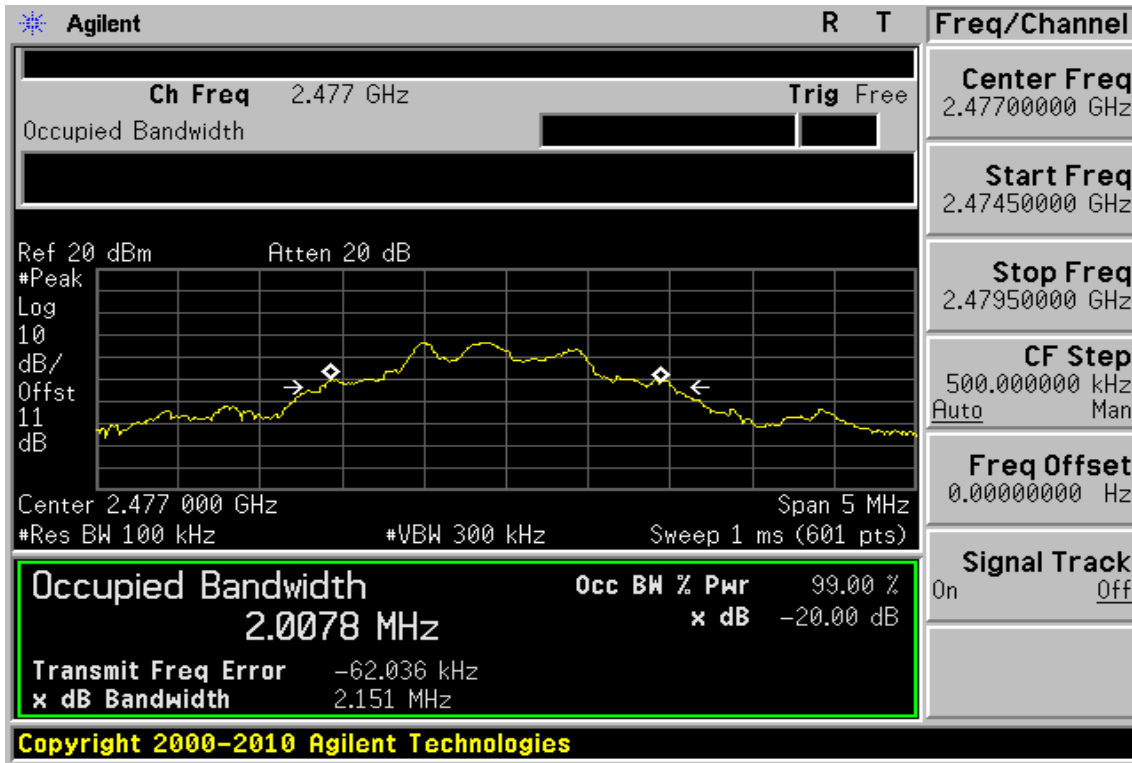 Agilent R T
Ch Freq 2.477 GHz Trig Free
Occupied Bandwidth
Ref 20 dBm Atten 20 dB
#Peak
Log
10
dB/
Offst
11
dB
Center 2.477 000 GHz Span 5 MHz
#Res BW 100 kHz #VBW 300 kHz Sweep 1 ms (601 pts)
Occupied Bandwidth
2.0078 MHz
Occ BW % Pwr 99.00 %
x dB -20.00 dB
Transmit Freq Error -62.036 kHz
x dB Bandwidth 2.151 MHz
Copyright 2000-2010 Agilent Technologies
Freq/Channel
Center Freq
2.47700000 GHz
Start Freq
2.47450000 GHz
Stop Freq
2.47950000 GHz
CF Step
500.000000 kHz
Auto Man
Freq Offset
0.00000000 Hz
Signal Track
On Off